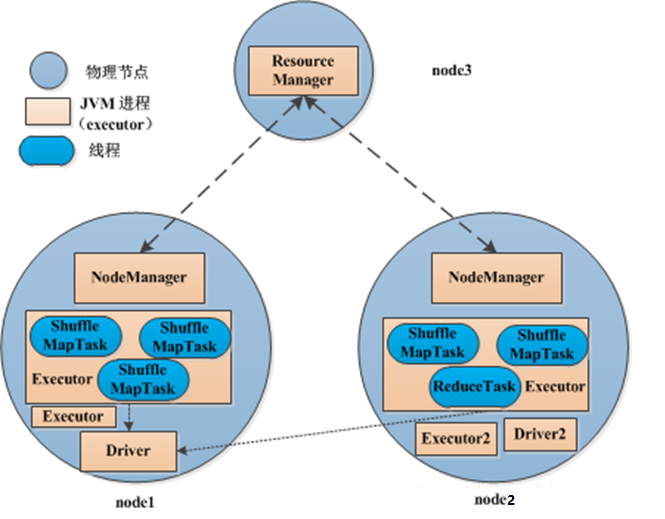 Resource
Manager
node3
物理节点
JVM 进程
（executor）
线程
NodeManager
Shuffle
MapTask
Shuffle
MapTask
Executor
Shuffle
MapTask
Executor
Driver
node1
NodeManager
Shuffle
MapTask
Shuffle
MapTask
ReduceTask
Executor
Executor2
Driver2
node2